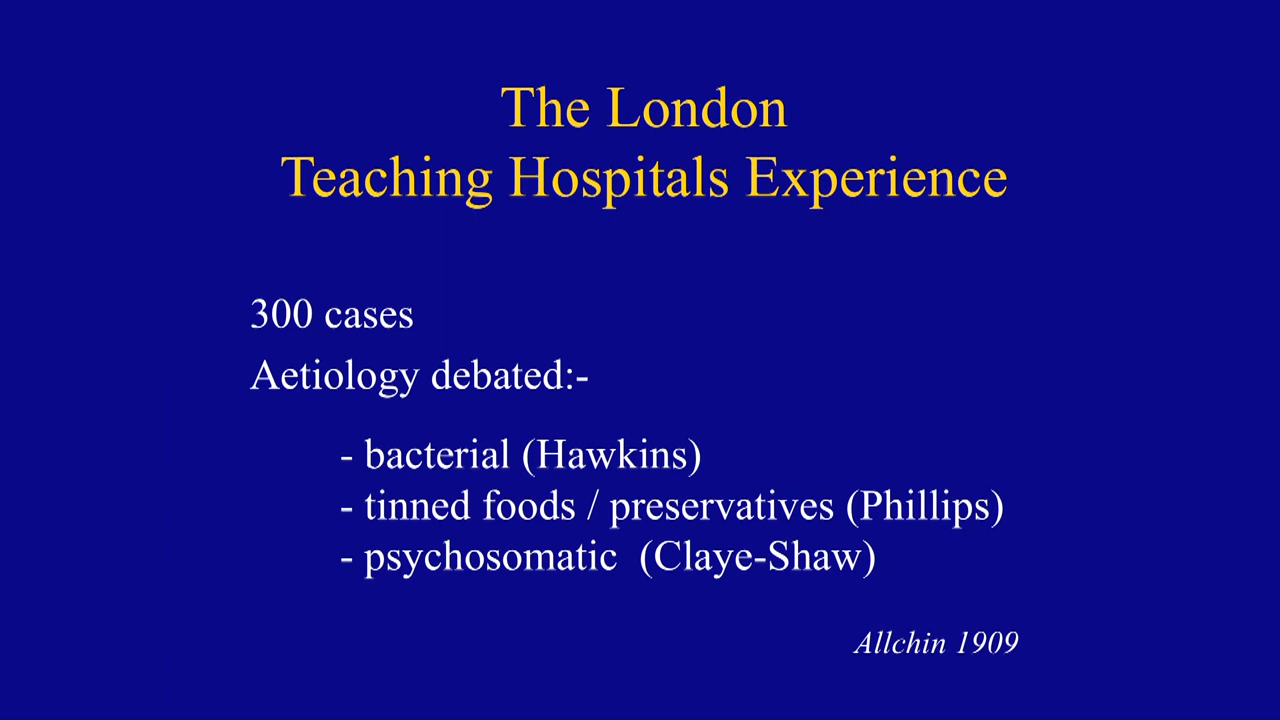 The London
Teaching Hospitals Experience
300 cases
Aetiology debated:-
- bacterial (Hawkins)
- tinned foods / preservatives (Phillips)
- psychosomatic (Claye-Shaw)
Allchin 1909